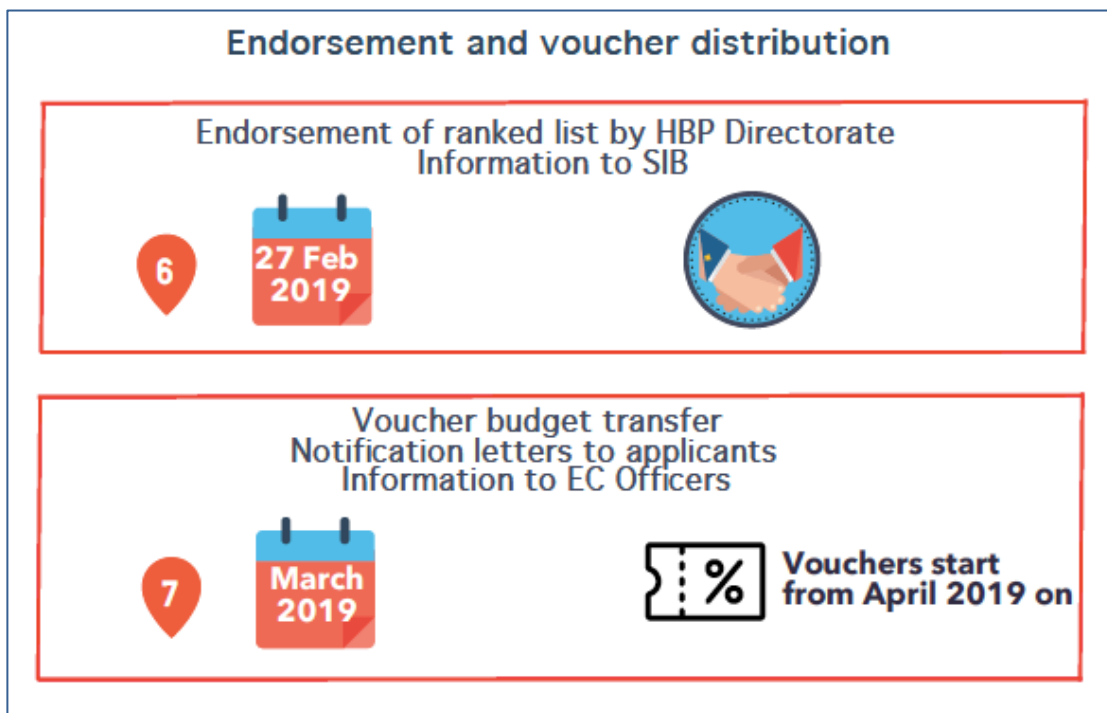 Endorsement and voucher distribution
Endorsement of ranked list by HBP Directorate
Information to SIB
6
27 Feb
2019
Voucher budget transfer
Notification letters to applicants
Information to EC Officers
7
March
2019
%
Vouchers start
from April 2019 on